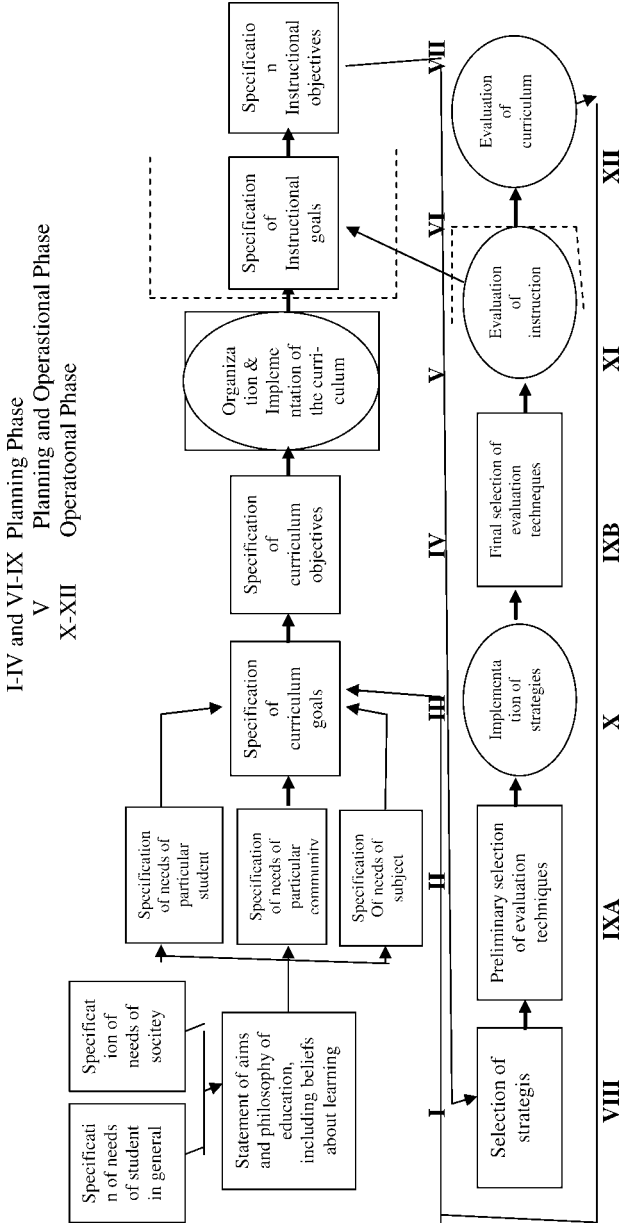 I-IV and VI-IX Planning Phase
V Planning and Operastional Phase
X-XII Operatoonal Phase
Specificati
n of needs
of student
in general
Specificat
ion of
needs of
socitey
Statement of aims
and philosophy of
education,
including beliefs
about learning
Specification
of needs of
particular
student
Specification
of needs of
particular
community
Specification
Of needs of
subject
Specification
of
curriculum
goals
Specification
of
curriculum
objectives
Organiza
tion &
Impleme
ntation of
the curri-
culum
Specification
of
Instructional
goals
Specificatio
n
Instructional
objectives
I
II
III
IV
V
VI
VII
Selection of
strategis
Preliminary selection
of evaluation
techniques
Implementa
tion of
strategies
Final selection of
evaluation
techneques
Evaluation
of
instruction
Evaluation
of
curriculum
VIII
IXA
X
IXB
XI
XII